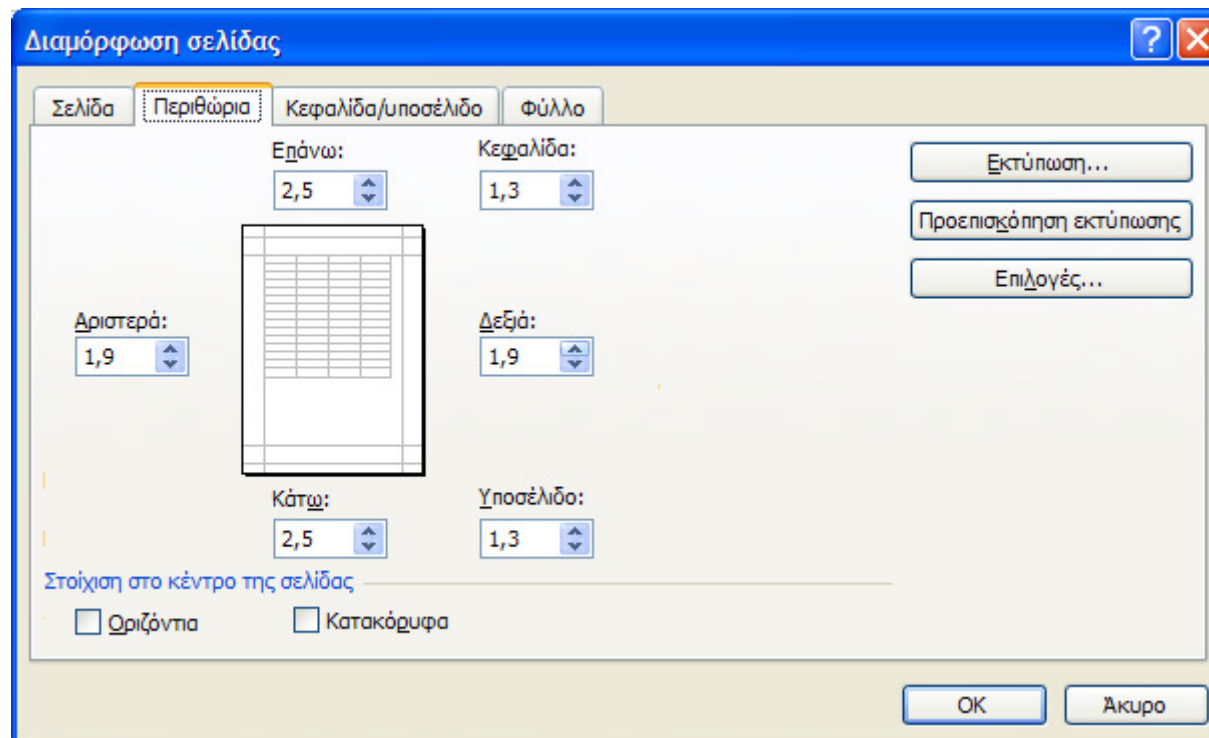 Διαμόρφωση σελίδας
Σελίδα Περιθώρια Κεφαλίδα/υποσέλιδο Φύλλο
Επάνω: Κεφαλίδα:
2,5 1,3
Εκτύπωση...
Προεπισκόπηση εκτύπωσης
Επιλογές...
Αριστερά: Δεξιά:
1,9 1,9
Κάτω: Υποσέλιδο:
2,5 1,3
Στοίχιση στο κέντρο της σελίδας
Οριζόντια Κατακόρυφα
OK Άκυρο